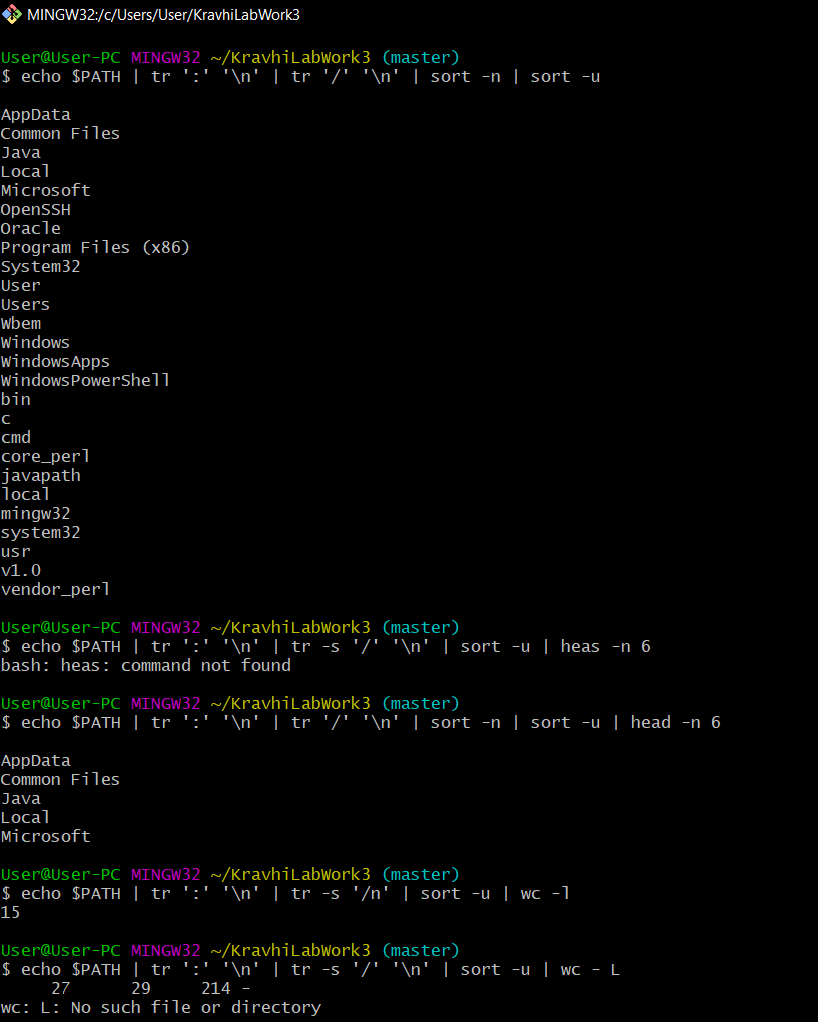 MINGW32:/c/Users/User/KravhiLabWork3
User@User-PC MINGW32 ~/KravhiLabWork3 (master)
$ echo $PATH | tr ':' '\n' | tr '/' '\n' | sort -n | sort -u
AppData
Common Files
Java
Local
Microsoft
OpenSSH
Oracle
Program Files (x86)
System32
User
Users
Wbem
Windows
WindowsApps
WindowsPowerShell
bin
c
cmd
core_perl
javapath
local
mingw32
system32
usr
v1.0
vendor_perl
User@User-PC MINGW32 ~/KravhiLabWork3 (master)
$ echo $PATH | tr ':' '\n' | tr -s '/' '\n' | sort -u | heas -n 6
bash: heas: command not found
User@User-PC MINGW32 ~/KravhiLabWork3 (master)
$ echo $PATH | tr ':' '\n' | tr '/' '\n' | sort -n | sort -u | head -n 6
AppData
Common Files
Java
Local
Microsoft
User@User-PC MINGW32 ~/KravhiLabWork3 (master)
$ echo $PATH | tr ':' '\n' | tr -s '/n' | sort -u | wc -l
15
User@User-PC MINGW32 ~/KravhiLabWork3 (master)
$ echo $PATH | tr ':' '\n' | tr -s '/' '\n' | sort -u | wc - L
27 29 214 -
wc: L: No such file or directory